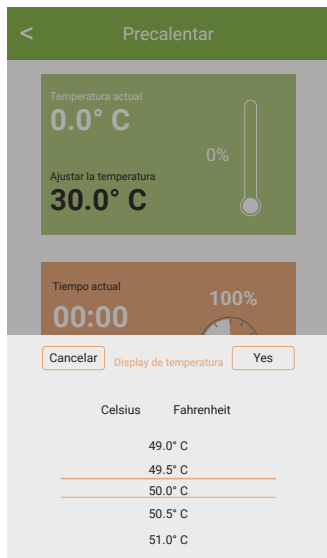 < Precalentar
Temperatura actual
0.0° C
0%
Ajustar la temperatura
30.0° C
Tiempo actual
100%
00:00
Cancelar Display de temperatura Yes
Celsius Fahrenheit
49.0° C
49.5° C
50.0° C
50.5° C
51.0° C